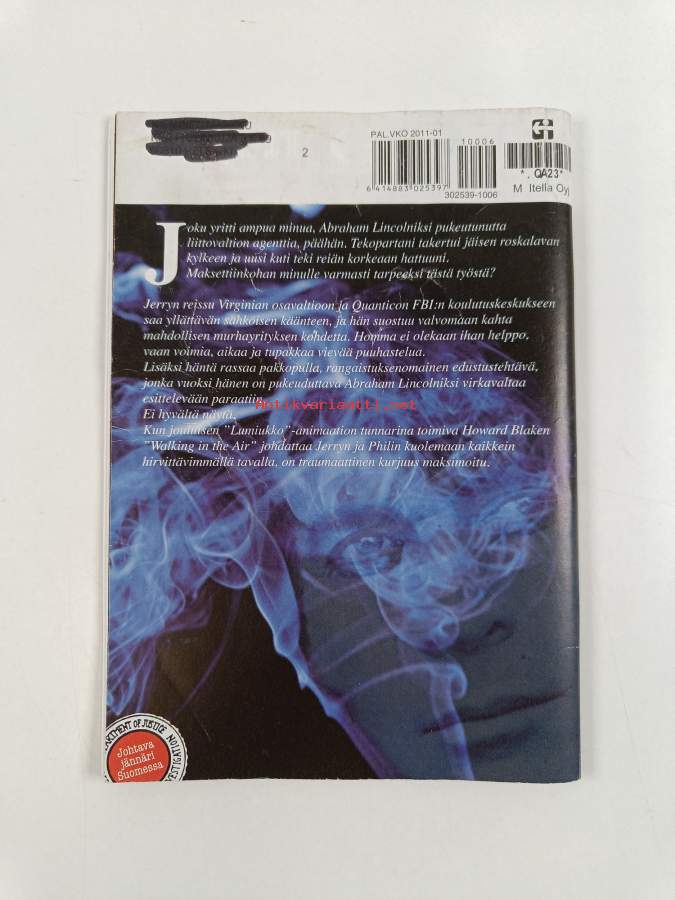 2
PAL.VKO 2011-01
10006
6 414883 025397
302539-1006
*. QA23*
M Itella Oyj
Joku yritti ampua minua, Abraham Lincolniksi pukeutunutta
liittovaltion agenttia, päähän. Tekopartani takertui jäisen roskalavan
kylkeen ja uusi kuti teki reiän korkeaan hattuuni.
Maksettiinkohan minulle varmasti tarpeeksi tästä työstä?
Jerryn reissu Virginian osavaltioon ja Quanticon FBI:n koulutuskeskukseen
saa yllättävän sähköisen käänteen, ja hän suostuu valvomaan kahta
mahdollisen murhayrityksen kohdetta. Homma ei olekaan ihan helppo,
vaan voimia, aikaa ja tupakkaa vievää puuhastelua.
Lisäksi häntä rassaa pakkopulla, rangaistuksenomainen edustustehtävä,
jonka vuoksi hänen on pukeuduttava Abraham Lincolniksi virkavaltaa
esittelevään paraatiin.
Antikvariaatti.net
Ei hyvältä näytä.
Kun jouluisen "Lumiukko"-animaation tunnarina toimiva Howard Blaken
"Walking in the Air" johdattaa Jerryn ja Philin kuolemaan kaikkein
hirvittävimmällä tavalla, on traumaattinen kurjuus maksimoitu.
ARTMENT OF JUSTICE
ESTIGATION
Johtava
jännäri
Suomessa